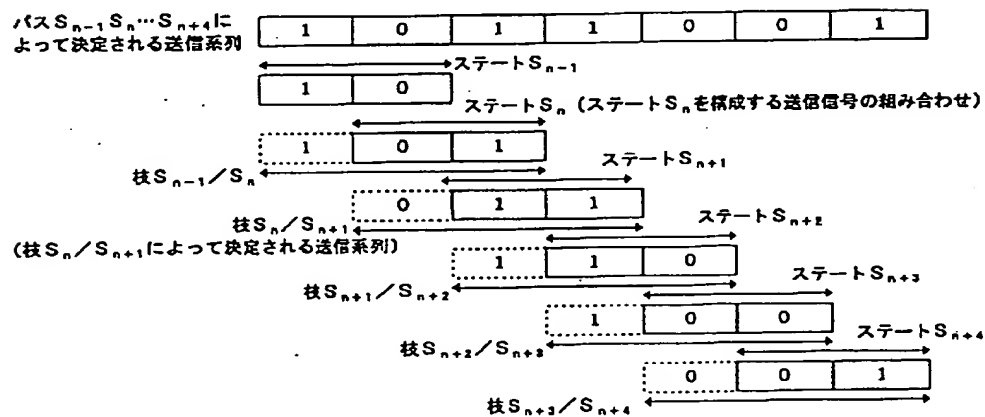 パスSn-1Sn…Sn+4に
よって決定される送信系列
1 0 1 1 0 0 1
ステートSn-1
1 0
ステートSn（ステートSnを構成する送信信号の組み合わせ）
1 0 1
枝Sn-1／Sn
ステートSn+1
0 1 1
枝Sn／Sn+1
（枝Sn／Sn+1によって決定される送信系列）
ステートSn+2
1 1 0
枝Sn+1／Sn+2
ステートSn+3
1 0 0
枝Sn+2／Sn+3
ステートSn+4
0 0 1
枝Sn+3／Sn+4